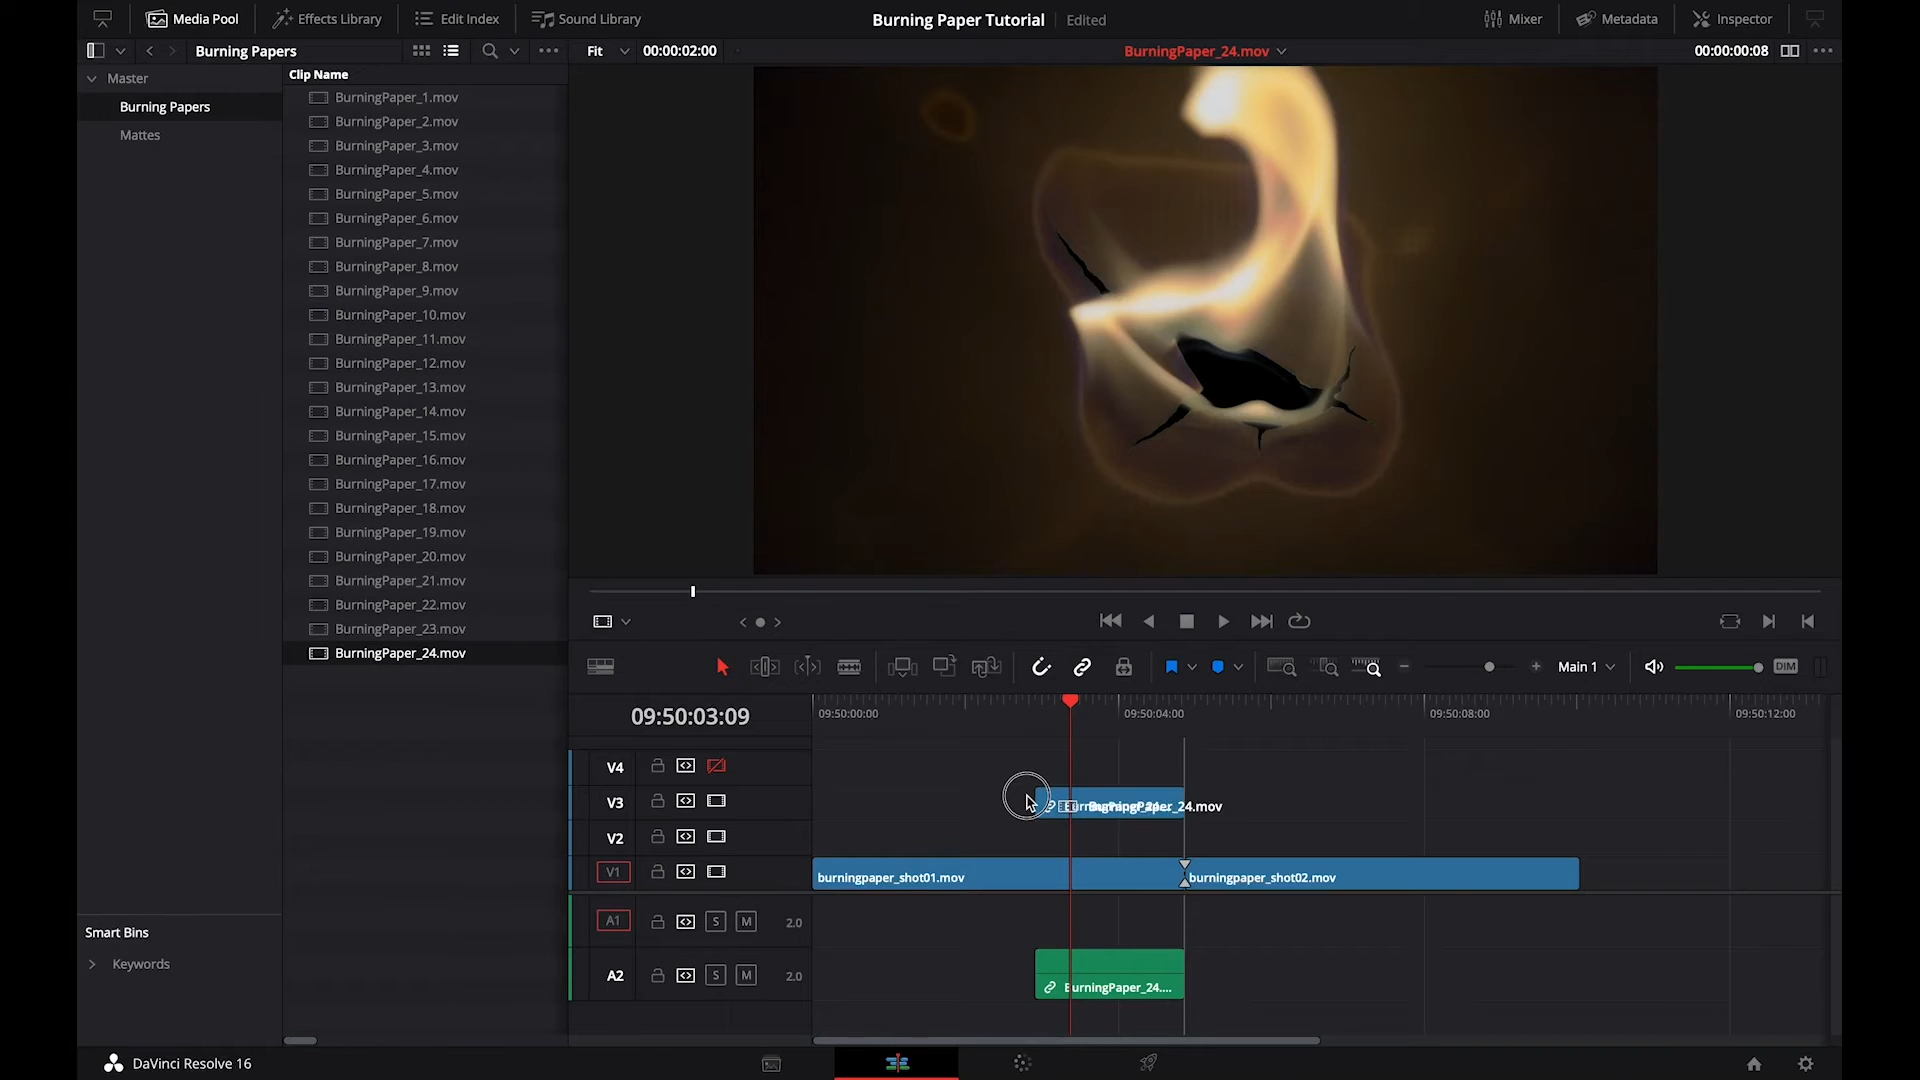 Media Pool
Effects Library
Edit Index
Sound Library
Burning Paper Tutorial
Edited
Mixer
Metadata
Inspector
Burning Papers
Fit
00:00:02:00
BurningPaper_24.mov
00:00:00:08
Master
Burning Papers
Mattes
Clip Name
BurningPaper_1.mov
BurningPaper_2.mov
BurningPaper_3.mov
BurningPaper_4.mov
BurningPaper_5.mov
BurningPaper_6.mov
BurningPaper_7.mov
BurningPaper_8.mov
BurningPaper_9.mov
BurningPaper_10.mov
BurningPaper_11.mov
BurningPaper_12.mov
BurningPaper_13.mov
BurningPaper_14.mov
BurningPaper_15.mov
BurningPaper_16.mov
BurningPaper_17.mov
BurningPaper_18.mov
BurningPaper_19.mov
BurningPaper_20.mov
BurningPaper_21.mov
BurningPaper_22.mov
BurningPaper_23.mov
BurningPaper_24.mov
Main 1
DIM
09:50:03:09
09:50:00:00
09:50:04:00
09:50:08:00
09:50:12:00
V4
V3
V2
V1
burningpaper_shot01.mov
burningpaper_shot02.mov
A1
S
M
2.0
A2
S
M
2.0
BurningPaper_24....
Smart Bins
Keywords
DaVinci Resolve 16